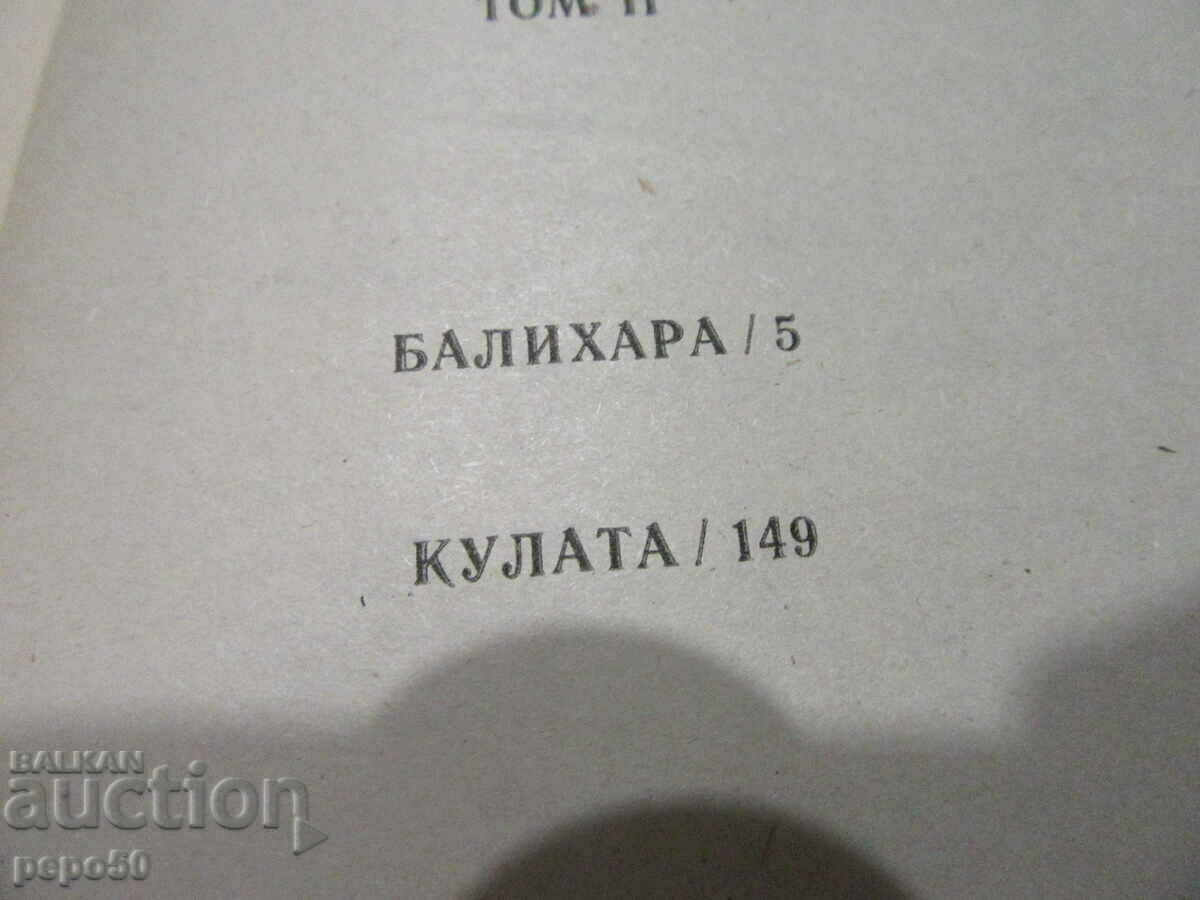 ТОМ II
БАЛИХАРА / 5
КУЛАТА / 149
BALKAN
auction
pepo50